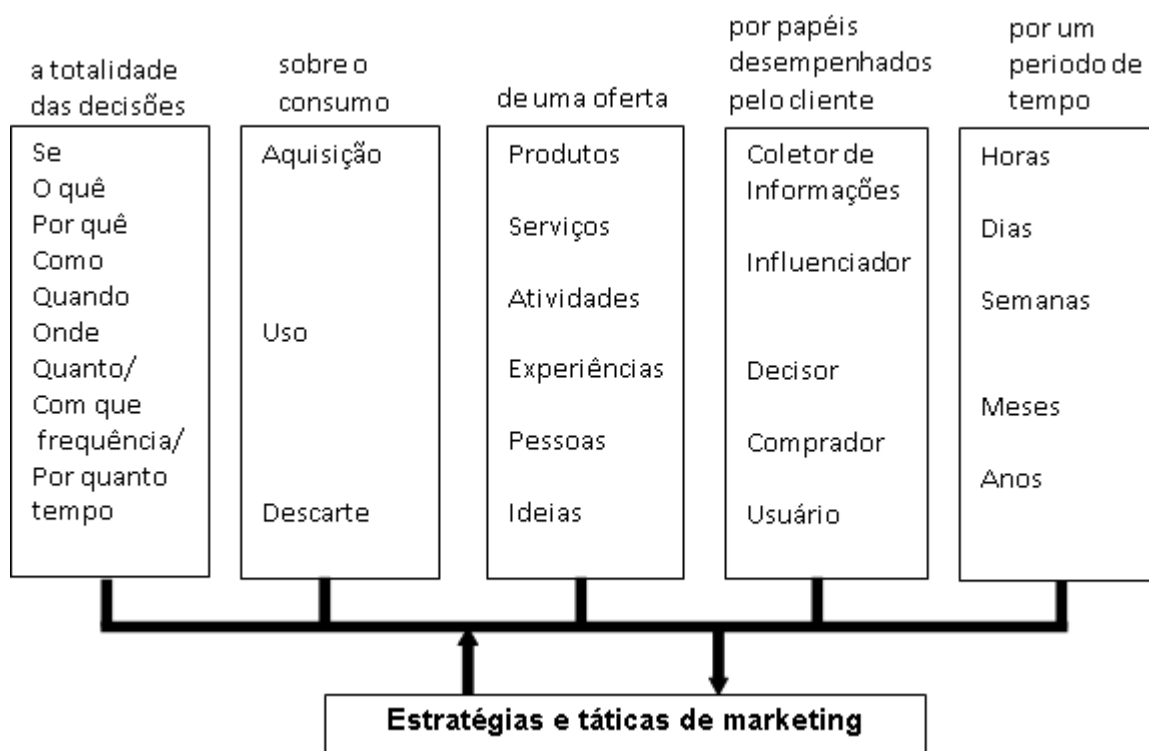 a totalidade
das decisões
Se
O quê
Por quê
Como
Quando
Onde
Quanto/
Com que
frequência/
Por quanto
tempo
sobre o
consumo
Aquisição
Uso
Descarte
de uma oferta
Produtos
Serviços
Atividades
Experiências
Pessoas
Ideias
por papéis
desempenhados
pelo cliente
Coletor de
Informações
Influenciador
Decisor
Comprador
Usuário
por um
periodo de
tempo
Horas
Dias
Semanas
Meses
Anos
Estratégias e táticas de marketing